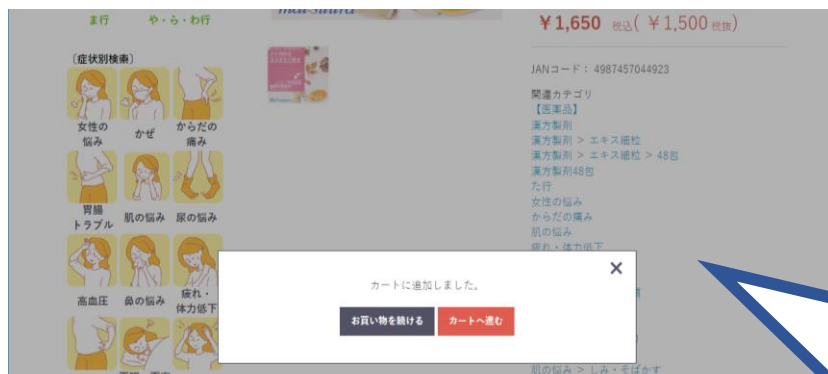 ま行 や・ら・わ行
〔症状別検索〕
女性の
悩み
かぜ
からだの
痛み
胃腸
トラブル
肌の悩み
尿の悩み
高血圧
鼻の悩み
疲れ・
体力低下
￥1,650 税込(￥1,500 税抜)
JANコード： 4987457044923
関連カテゴリ
【医薬品】
漢方製剤
漢方製剤 > エキス細粒
漢方製剤 > エキス細粒 > 48包
漢方製剤48包
た行
女性の悩み
からだの痛み
肌の悩み
疲れ・体力低下
カートに追加しました。
お買い物を続ける
カートへ進む
肌の悩み > しみ・そばかす